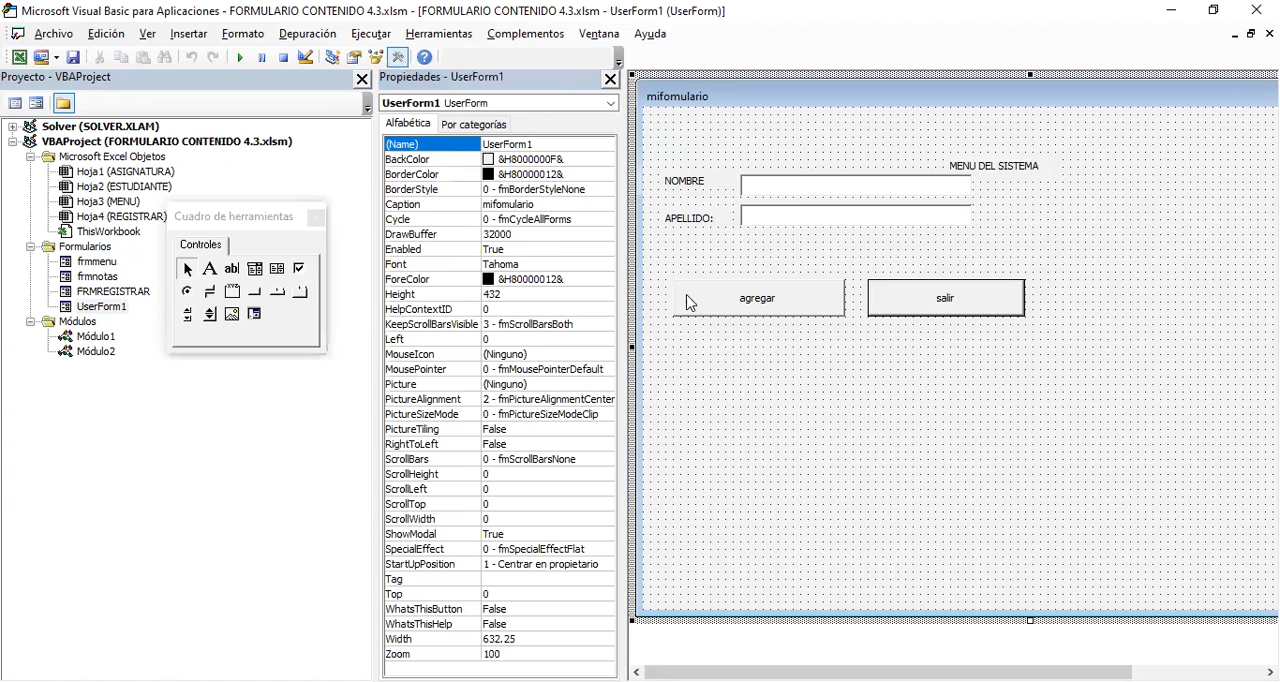 Microsoft Visual Basic para Aplicaciones - FORMULARIO CONTENIDO 4.3.xlsm - [FORMULARIO CONTENIDO 4.3.xlsm - UserForm1 (UserForm)]
Archivo Edición Ver Insertar Formato Depuración Ejecutar Herramientas Complementos Ventana Ayuda
Proyecto - VBAProject
Solver (SOLVER.XLAM)
VBAProject (FORMULARIO CONTENIDO 4.3.xlsm)
Microsoft Excel Objetos
Hoja1 (ASIGNATURA)
Hoja2 (ESTUDIANTE)
Hoja3 (MENU)
Hoja4 (REGISTRAR)
ThisWorkbook
Formularios
frmmenu
frmnotas
FRMREGISTRAR
UserForm1
Módulos
Módulo1
Módulo2
Cuadro de herramientas
Controles
A ab|
Propiedades - UserForm1
UserForm1 UserForm
Alfabética Por categorías
(Name) UserForm1
BackColor &H8000000F&
BorderColor &H80000012&
BorderStyle 0 - fmBorderStyleNone
Caption mifomulario
Cycle 0 - fmCycleAllForms
DrawBuffer 32000
Enabled True
Font Tahoma
ForeColor &H80000012&
Height 432
HelpContextID 0
KeepScrollBarsVisible 3 - fmScrollBarsBoth
Left 0
MouseIcon (Ninguno)
MousePointer 0 - fmMousePointerDefault
Picture (Ninguno)
PictureAlignment 2 - fmPictureAlignmentCenter
PictureSizeMode 0 - fmPictureSizeModeClip
PictureTiling False
RightToLeft False
ScrollBars 0 - fmScrollBarsNone
ScrollHeight 0
ScrollLeft 0
ScrollTop 0
ScrollWidth 0
ShowModal True
SpecialEffect 0 - fmSpecialEffectFlat
StartUpPosition 1 - Centrar en propietario
Tag
Top 0
WhatsThisButton False
WhatsThisHelp False
Width 632.25
Zoom 100
mifomulario
MENU DEL SISTEMA
NOMBRE
APELLIDO:
agregar salir